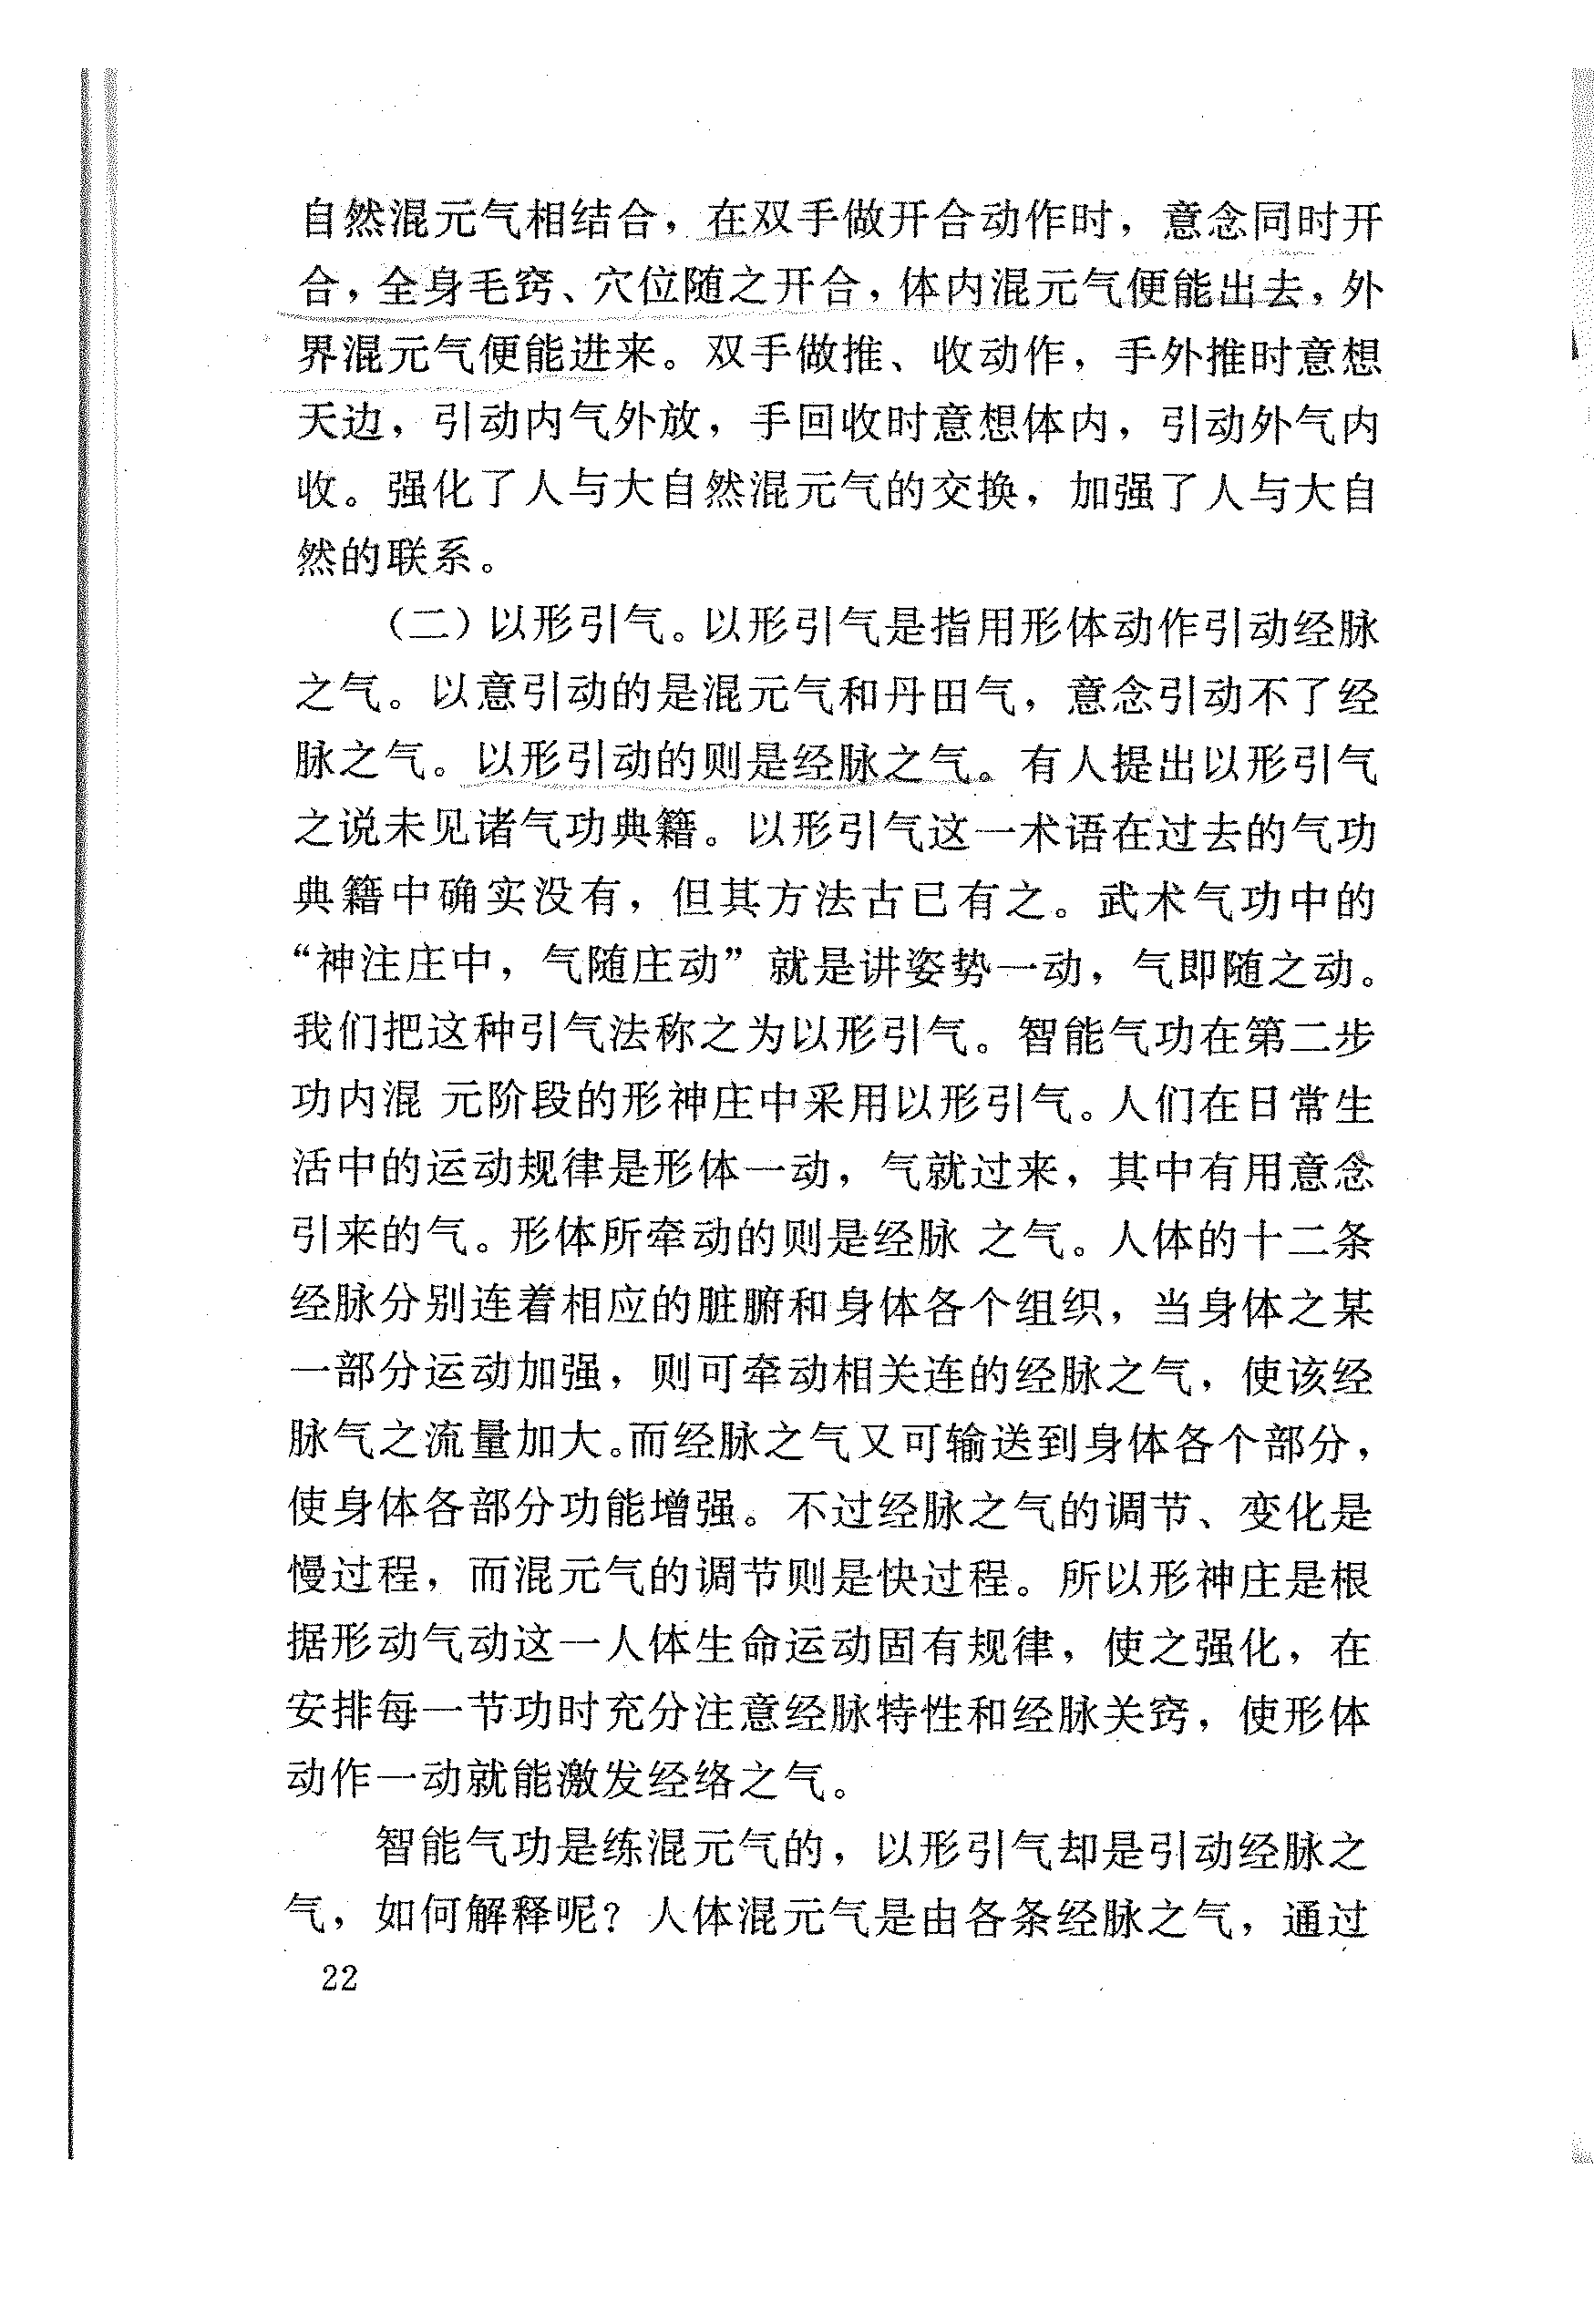 自然混元气相结合，在双手做开合动作时，意念同时开
合，全身毛窍、穴位随之开合，体内混元气便能出去，外
界混元气便能进来。双手做推、收动作，手外推时意想
天边，引动内气外放，手回收时意想体内，引动外气内
收。强化了人与大自然混元气的交换，加强了人与大自
然的联系。
（二）以形引气。以形引气是指用形体动作引动经脉
之气。以意引动的是混元气和丹田气，意念引动不了经
脉之气。以形引动的则是经脉之气。有人提出以形引气
之说未见诸气功典籍。以形引气这一术语在过去的气功
典籍中确实没有，但其方法古已有之。武术气功中的
“神注庄中，气随庄动”就是讲姿势一动，气即随之动。
我们把这种引气法称之为以形引气。智能气功在第二步
功内混 元阶段的形神庄中采用以形引气。人们在日常生
活中的运动规律是形体一动，气就过来，其中有用意念
引来的气。形体所牵动的则是经脉 之气。人体的十二条
经脉分别连着相应的脏腑和身体各个组织，当身体之某
一部分运动加强，则可牵动相关连的经脉之气，使该经
脉气之流量加大。而经脉之气又可输送到身体各个部分，
使身体各部分功能增强。不过经脉之气的调节、变化是
慢过程，而混元气的调节则是快过程。所以形神庄是根
据形动气动这一人体生命运动固有规律，使之强化，在
安排每一节功时充分注意经脉特性和经脉关窍，使形体
动作一动就能激发经络之气。
智能气功是练混元气的，以形引气却是引动经脉之
气，如何解释呢？人体混元气是由各条经脉之气，通过
22